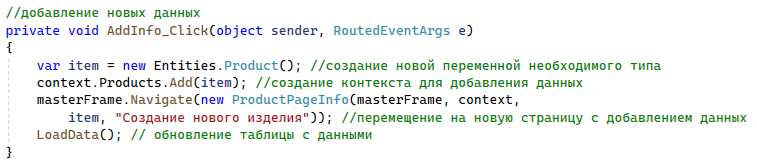 //добавление новых данных
private void AddInfo_Click(object sender, RoutedEventArgs e)
{
    var item = new Entities.Product(); //создание новой переменной необходимого типа
    context.Products.Add(item); //создание контекста для добавления данных
    masterFrame.Navigate(new ProductPageInfo(masterFrame, context,
        item, "Создание нового изделия")); //перемещение на новую страницу с добавлением данных
    LoadData(); // обновление таблицы с данными
}